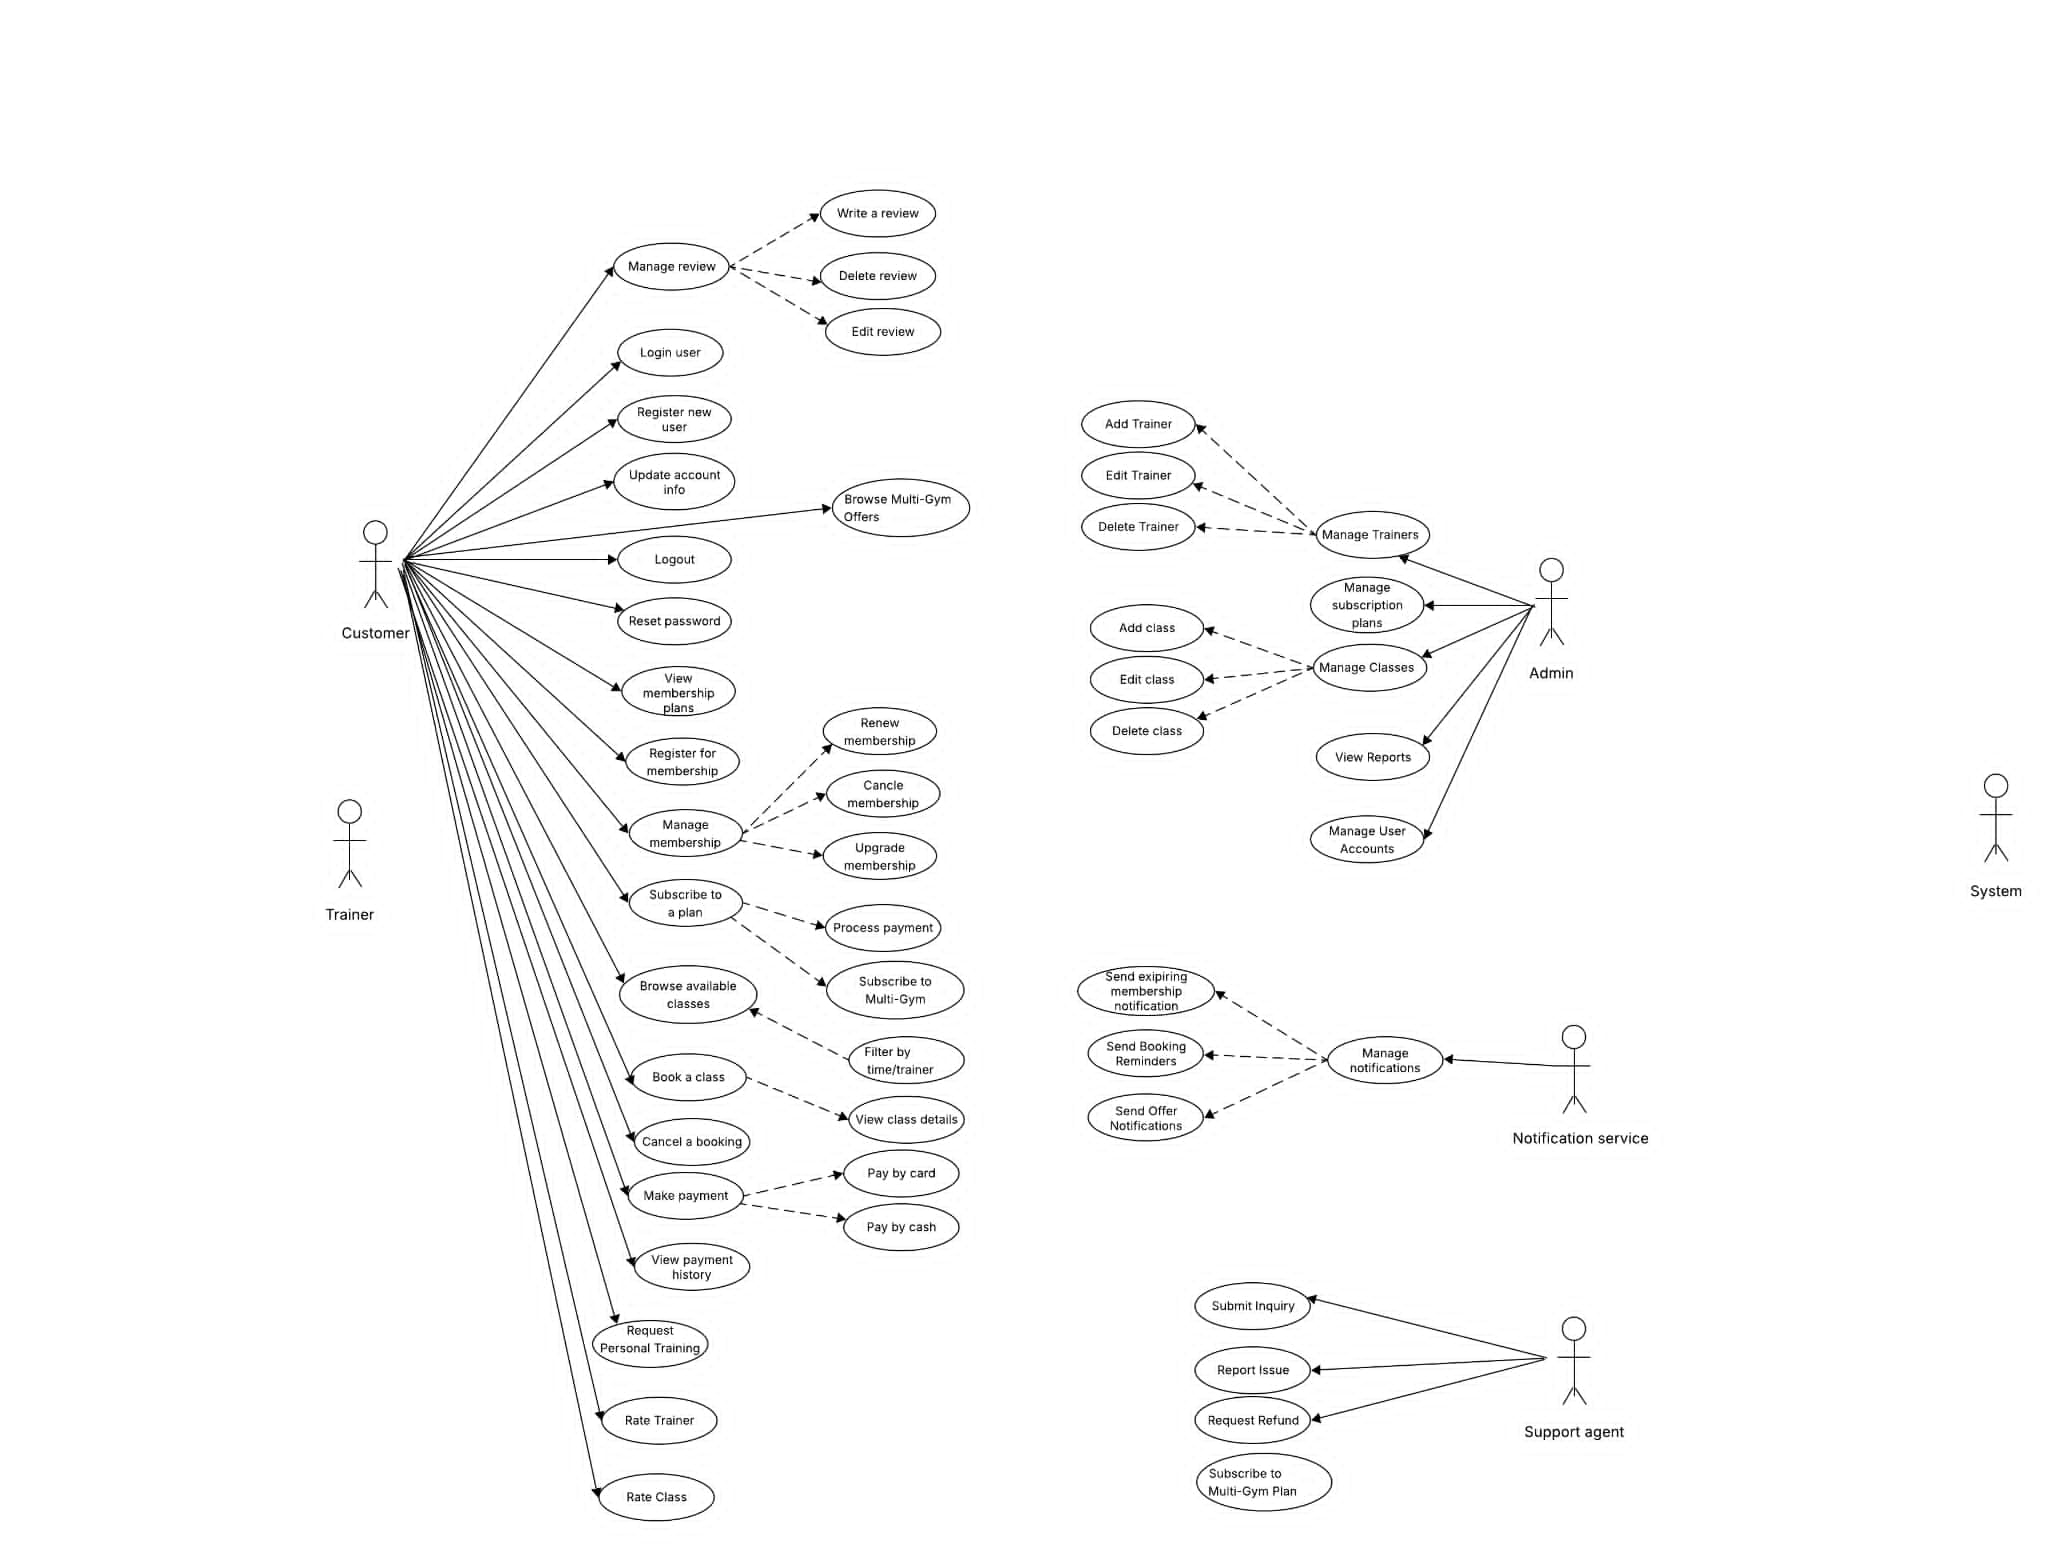 Write a review
Manage review
Delete review
Edit review
Login user
Register new
user
Update account
info
Browse Multi-Gym
Offers
Logout
Reset password
Customer
View
membership
plans
Register for
membership
Renew
membership
Cancle
membership
Manage
membership
Upgrade
membership
Trainer
Subscribe to
a plan
Process payment
Subscribe to
Multi-Gym
Browse available
classes
Filter by
time/trainer
Book a class
View class details
Cancel a booking
Make payment
Pay by card
Pay by cash
View payment
history
Request
Personal Training
Rate Trainer
Rate Class
Add Trainer
Edit Trainer
Delete Trainer
Manage Trainers
Manage
subscription
plans
Add class
Edit class
Delete class
Manage Classes
Admin
View Reports
Manage User
Accounts
System
Send exipiring
membership
notification
Send Booking
Reminders
Send Offer
Notifications
Manage
notifications
Notification service
Submit Inquiry
Report Issue
Request Refund
Support agent
Subscribe to
Multi-Gym Plan